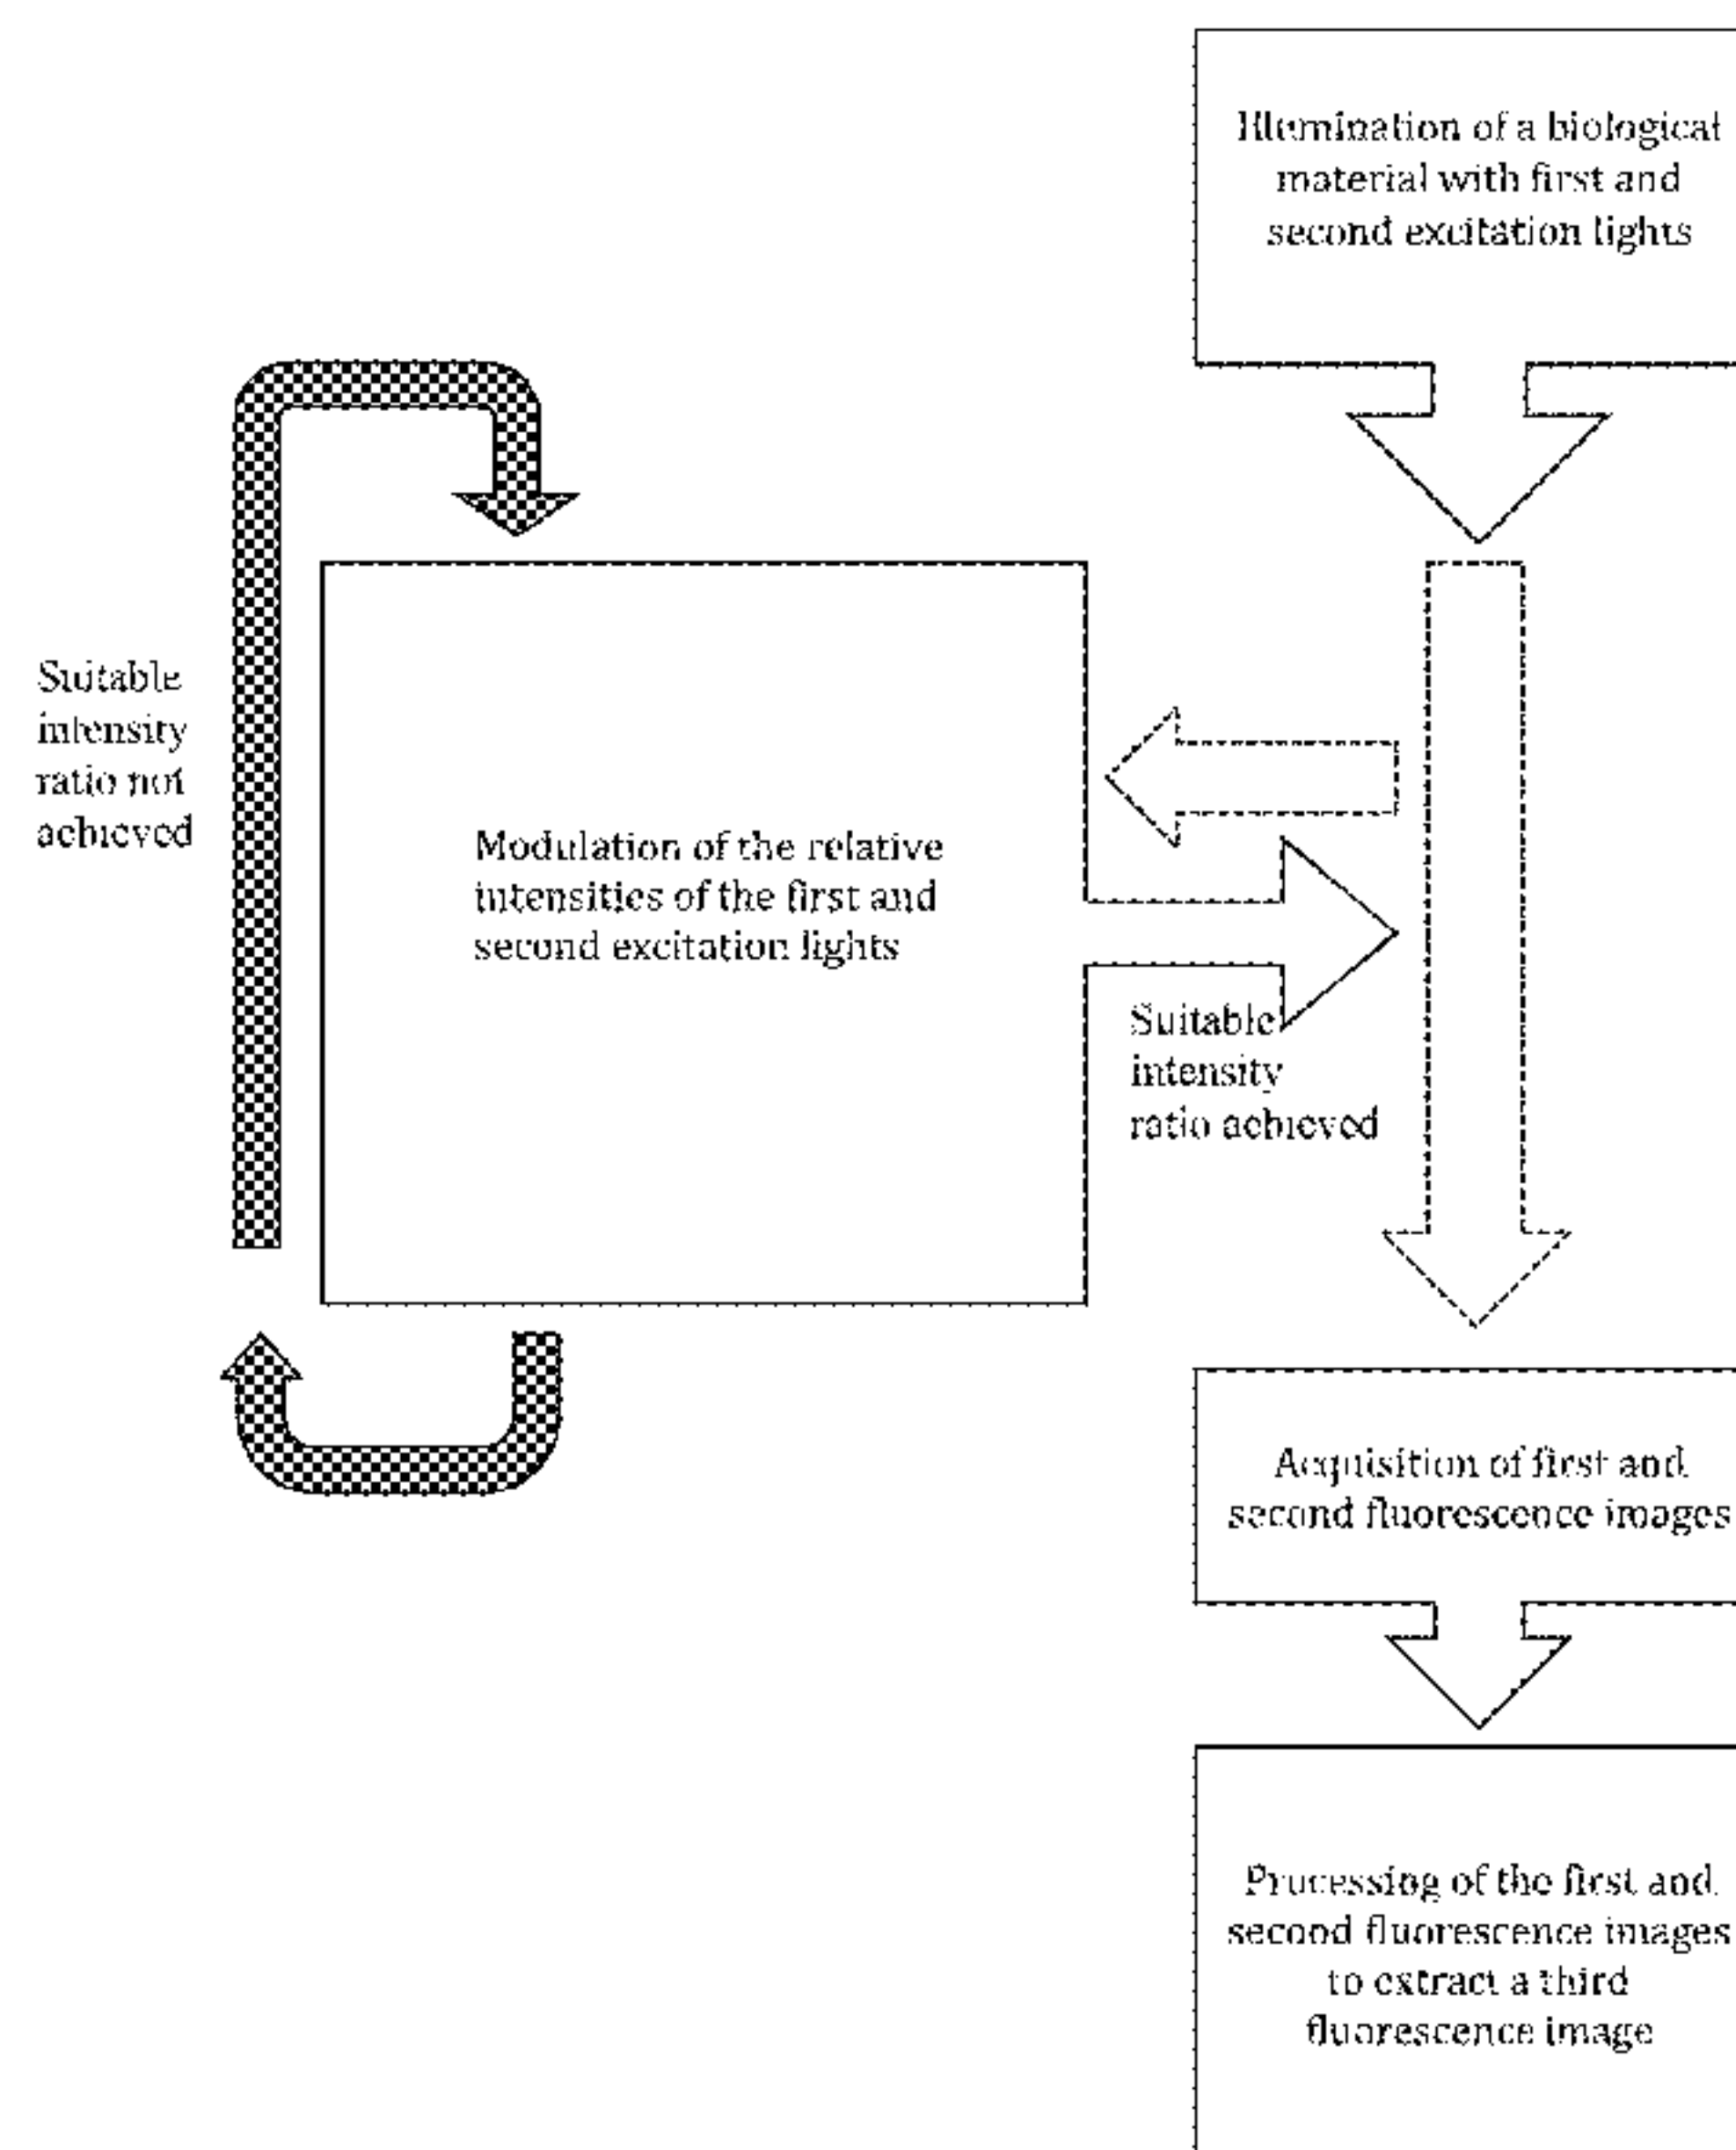 Illumination of a biological
material with first and
second excitation lights
Suitable
intensity
ratio not
achieved
Modulation of the relative
intensities of the first and
second excitation lights
Suitable
intensity
ratio achieved
Acquisition of first and
second fluorescence images
Processing of the first and
second fluorescence images
to extract a third
fluorescence image